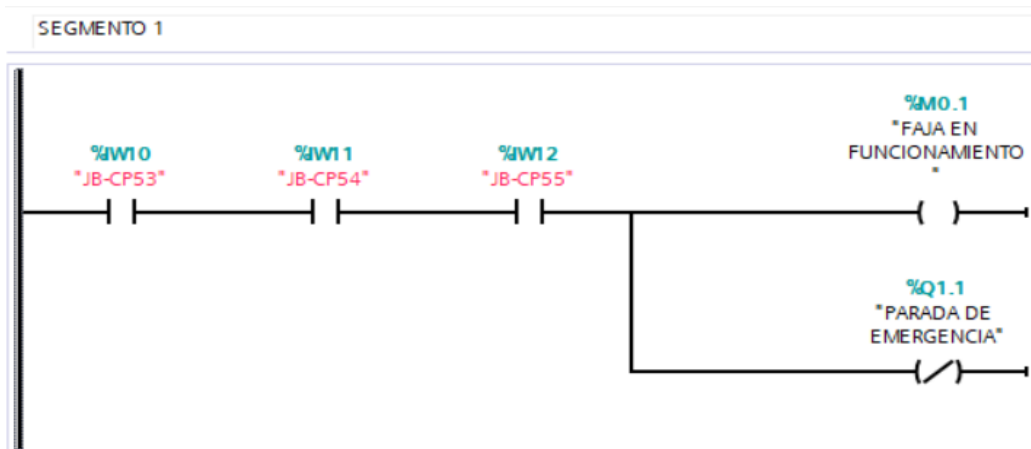 SEGMENTO 1
%M0.1
"FAJA EN
FUNCIONAMIENTO
"
%IW10
"JB-CP53"
%IW11
"JB-CP54"
%IW12
"JB-CP55"
%Q1.1
"PARADA DE
EMERGENCIA"